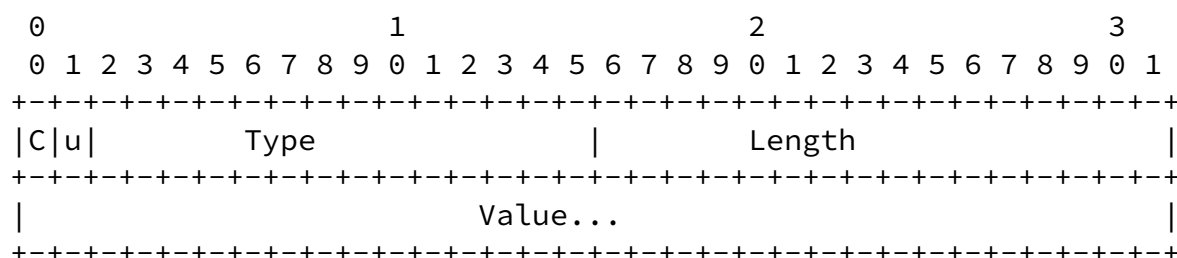 0                   1                   2                   3
 0 1 2 3 4 5 6 7 8 9 0 1 2 3 4 5 6 7 8 9 0 1 2 3 4 5 6 7 8 9 0 1
+-+-+-+-+-+-+-+-+-+-+-+-+-+-+-+-+-+-+-+-+-+-+-+-+-+-+-+-+-+-+-+-+
|C|u|        Type               |        Length                 |
+-+-+-+-+-+-+-+-+-+-+-+-+-+-+-+-+-+-+-+-+-+-+-+-+-+-+-+-+-+-+-+-+
|                         Value...                              |
+-+-+-+-+-+-+-+-+-+-+-+-+-+-+-+-+-+-+-+-+-+-+-+-+-+-+-+-+-+-+-+-+